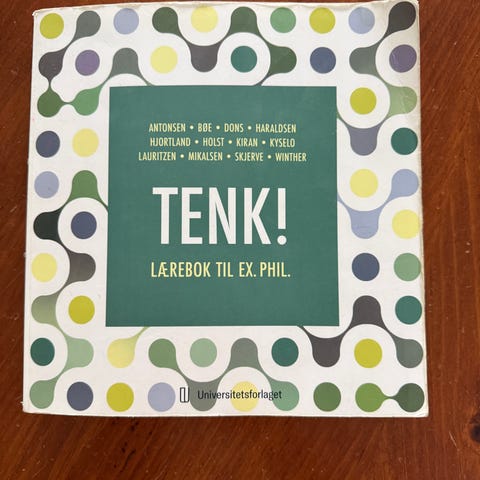 ANTONSEN • BØE • DONS • HARALDSEN
HJORTLAND • HOLST • KIRAN • KYSELO
LAURITZEN • MIKALSEN • SKJERVE • WINTHER
TENK!
LÆREBOK TIL EX. PHIL.
Universitetsforlaget